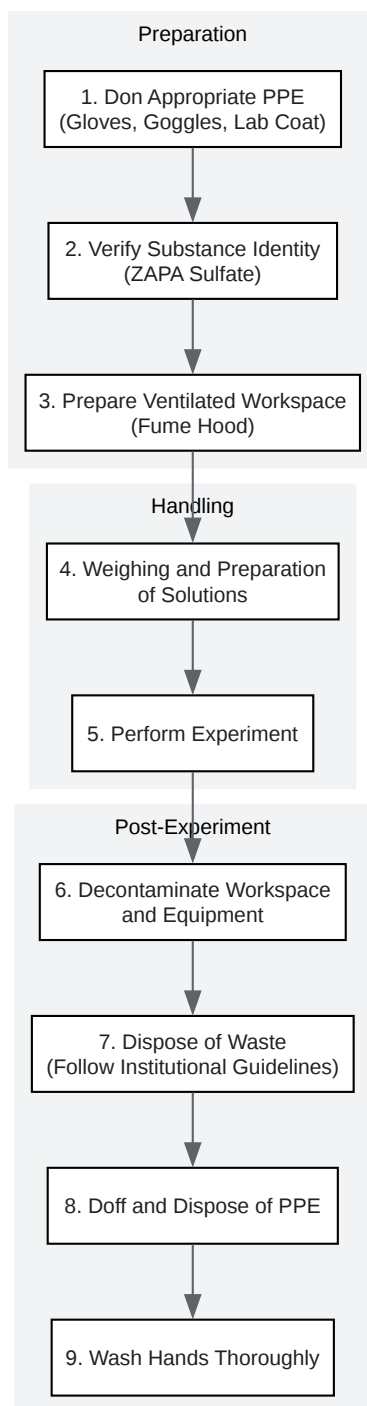 Preparation
1. Don Appropriate PPE
(Gloves, Goggles, Lab Coat)
2. Verify Substance Identity
(ZAPA Sulfate)
3. Prepare Ventilated Workspace
(Fume Hood)
Handling
4. Weighing and Preparation
of Solutions
5. Perform Experiment
Post-Experiment
6. Decontaminate Workspace
and Equipment
7. Dispose of Waste
(Follow Institutional Guidelines)
8. Doff and Dispose of PPE
9. Wash Hands Thoroughly